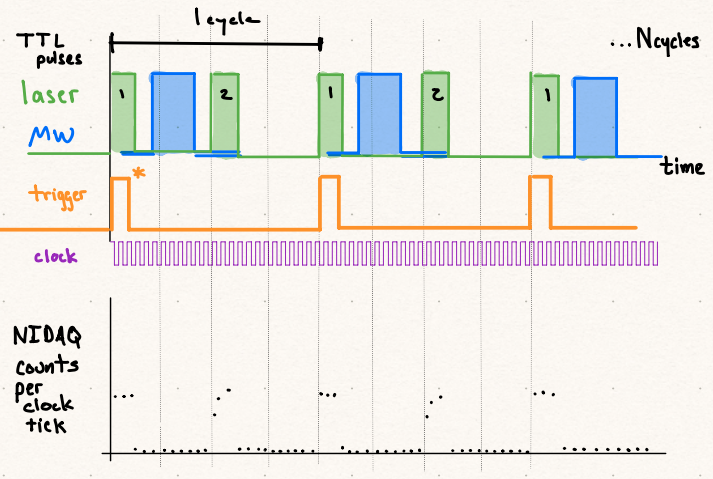 1 cycle
TTL
pulses
...Ncycles
laser
1
2
1
2
1
MW
time
trigger
*
clock
NIDAQ
counts
per
clock
tick